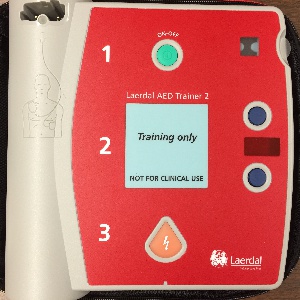 1
ON-OFF
Laerdal AED Trainer 2
2
Training only
NOT FOR CLINICAL USE
3
Laerdal